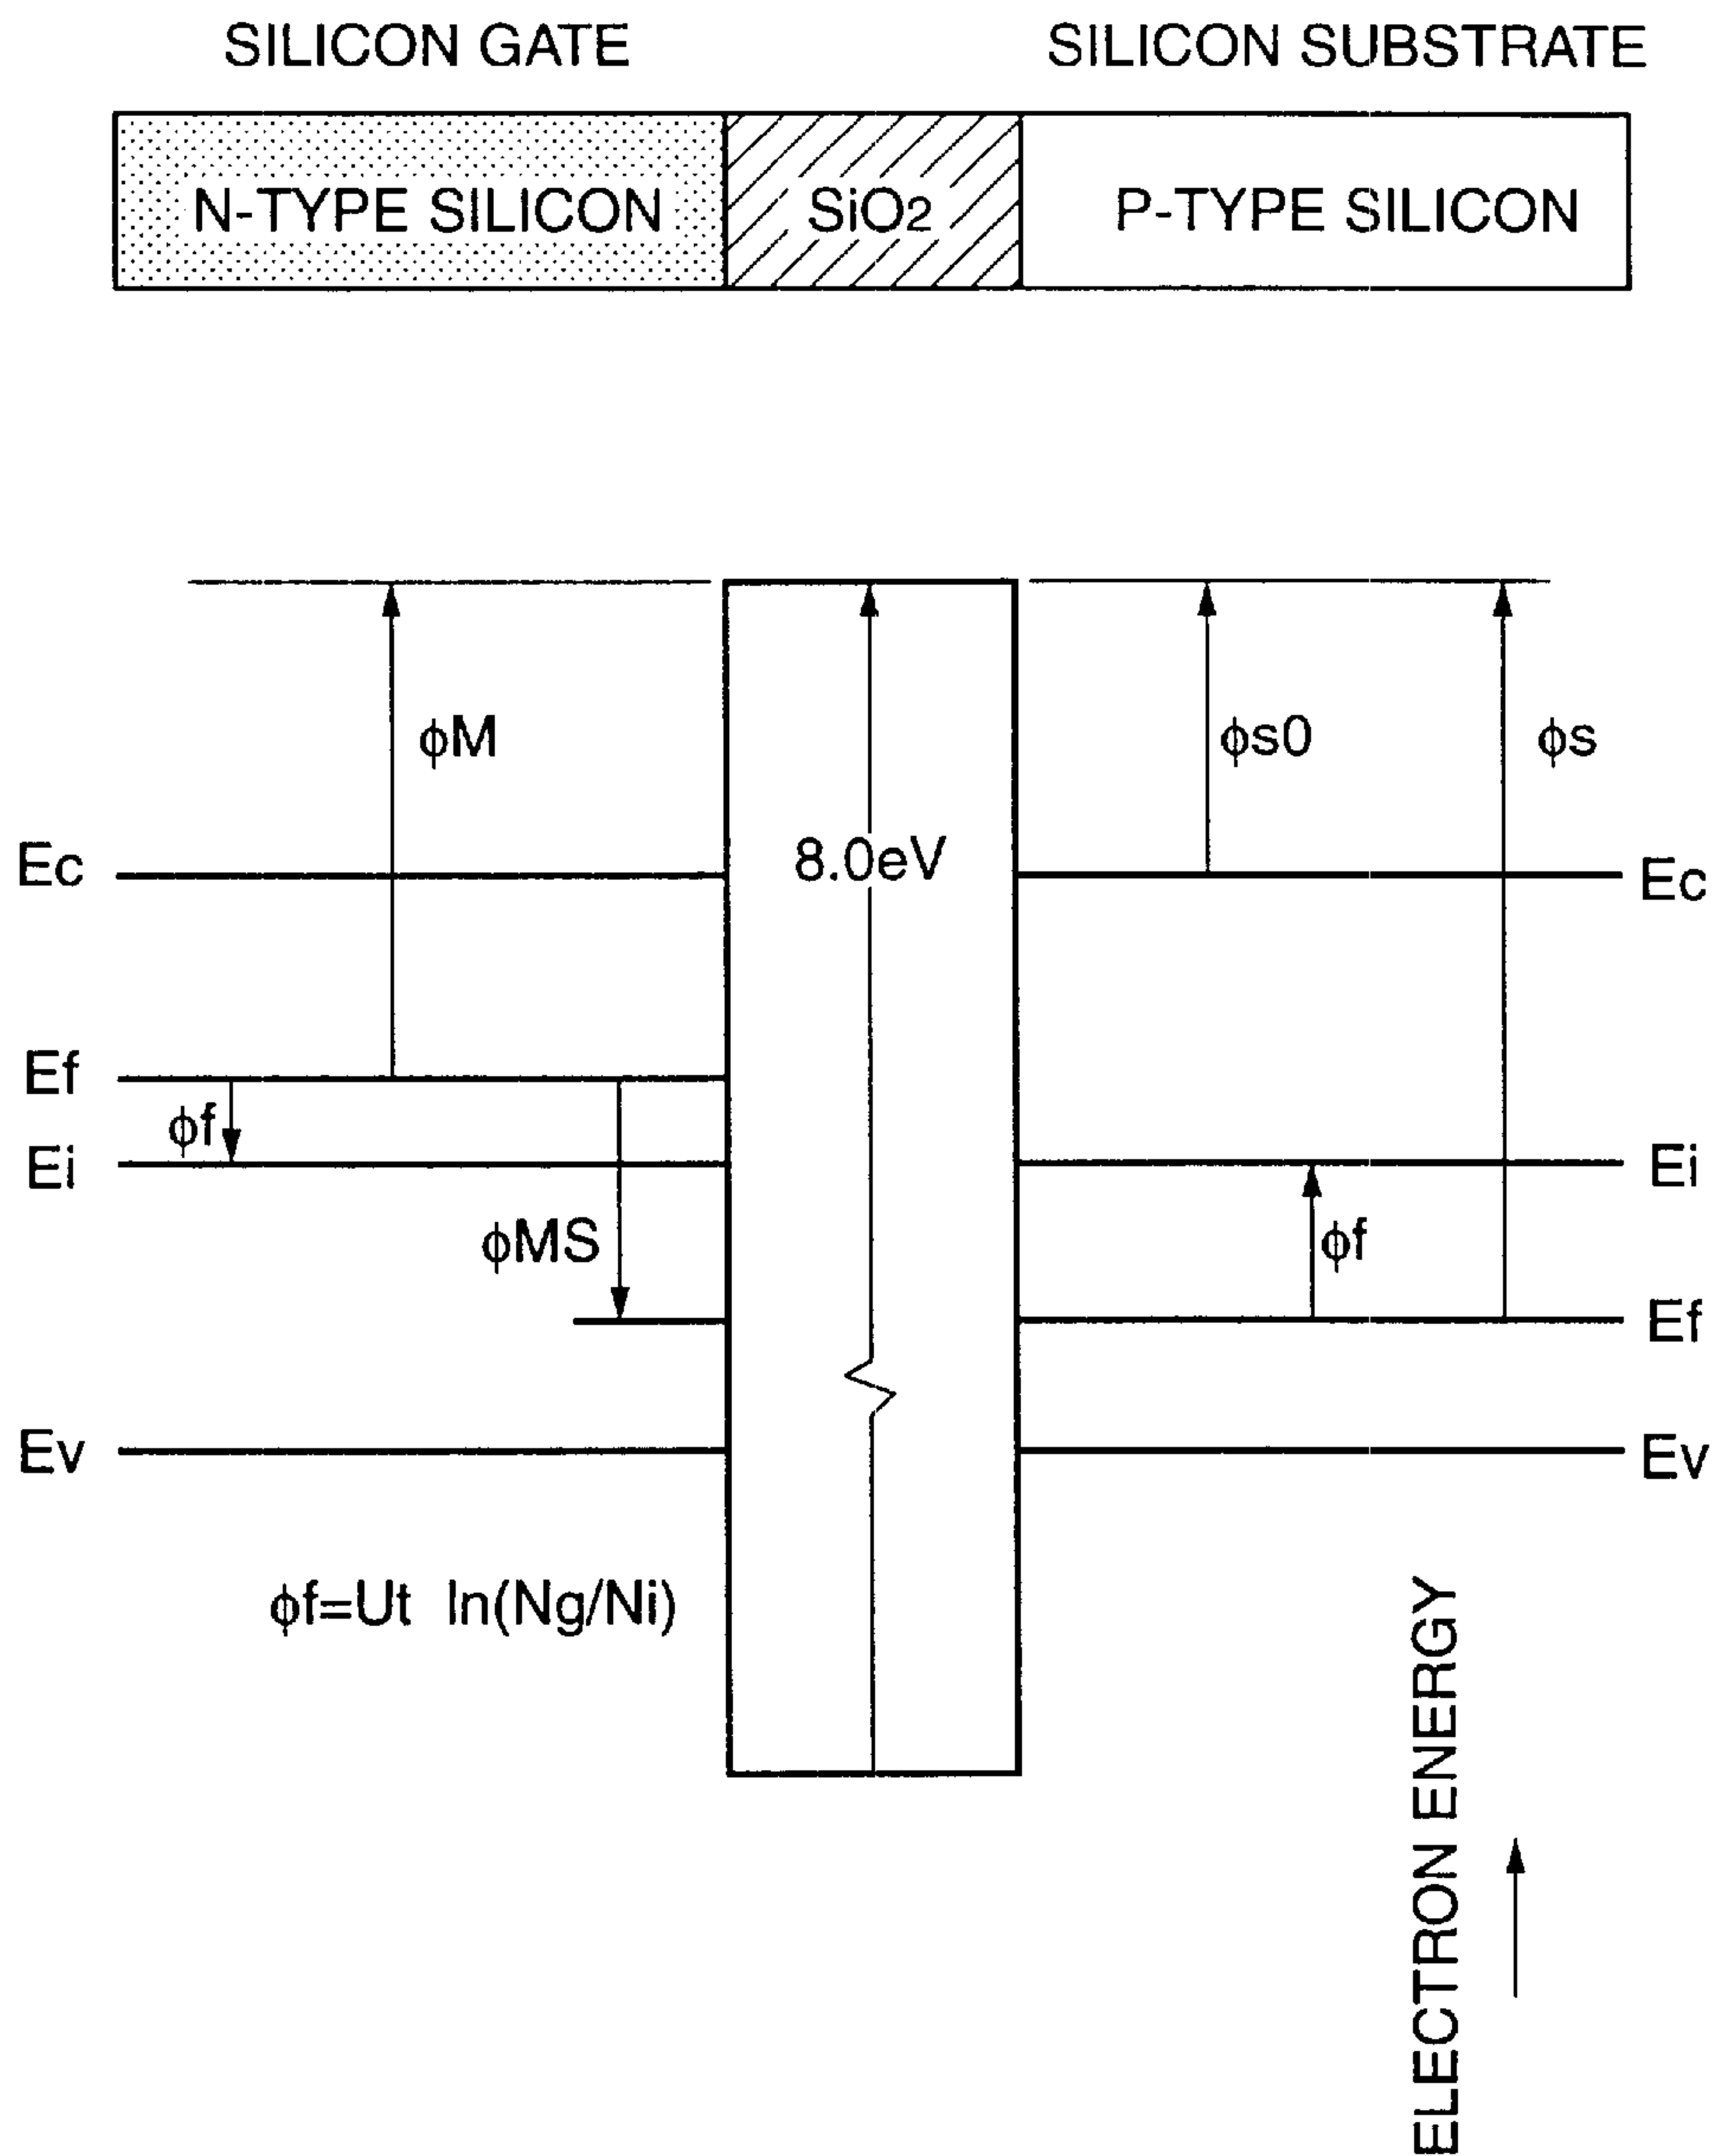 SILICON GATE
SILICON SUBSTRATE
N-TYPE SILICON
SiO2
P-TYPE SILICON
ϕM
ϕs0
ϕs
Ec
8.0eV
Ec
Ef
ϕf
Ei
Ei
ϕMS
ϕf
Ef
Ev
Ev
ϕf=Ut ln(Ng/Ni)
ELECTRON ENERGY